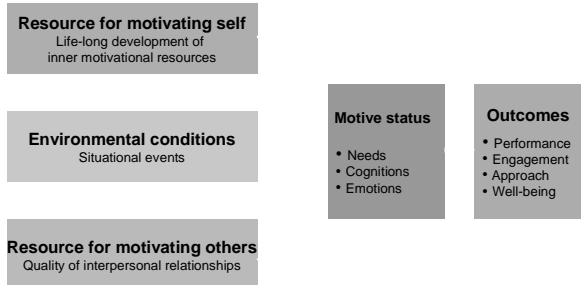 Resource for motivating self
Life-long development of
inner motivational resources
Environmental conditions
Situational events
Resource for motivating others
Quality of interpersonal relationships
Motive status
• Needs
• Cognitions
• Emotions
Outcomes
• Performance
• Engagement
• Approach
• Well-being